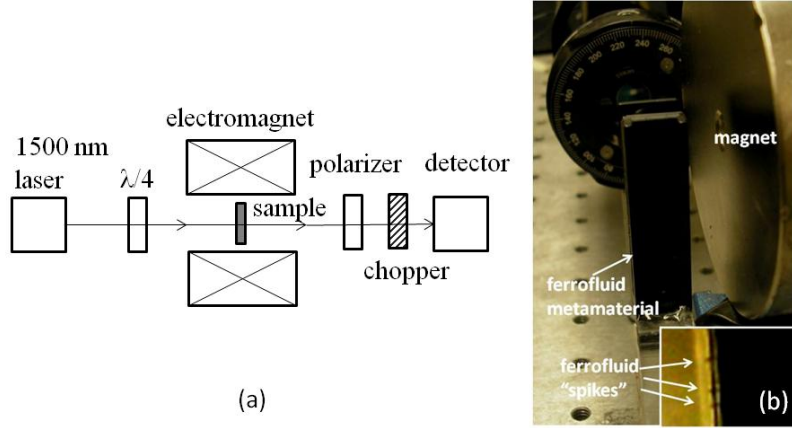 electromagnet
1500 nm
laser
λ/4
polarizer
detector
sample
chopper
(a)
magnet
ferrofluid
metamaterial
ferrofluid
"spikes"
(b)